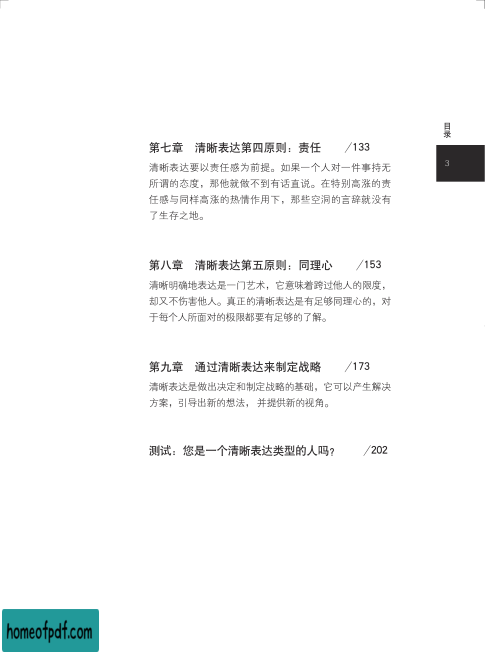 目录
3
第七章 清晰表达第四原则：责任 /133
清晰表达要以责任感为前提。如果一个人对一件事持无
所谓的态度，那他就做不到有话直说。在特别高涨的责
任感与同样高涨的热情作用下，那些空洞的言辞就没有
了生存之地。
第八章 清晰表达第五原则：同理心 /153
清晰明确地表达是一门艺术，它意味着跨过他人的限度，
却又不伤害他人。真正的清晰表达是有足够同理心的，对
于每个人所面对的极限都要有足够的了解。
第九章 通过清晰表达来制定战略 /173
清晰表达是做出决定和制定战略的基础，它可以产生解决
方案，引导出新的想法， 并提供新的视角。
测试：您是一个清晰表达类型的人吗？ /202
homeofpdf.com